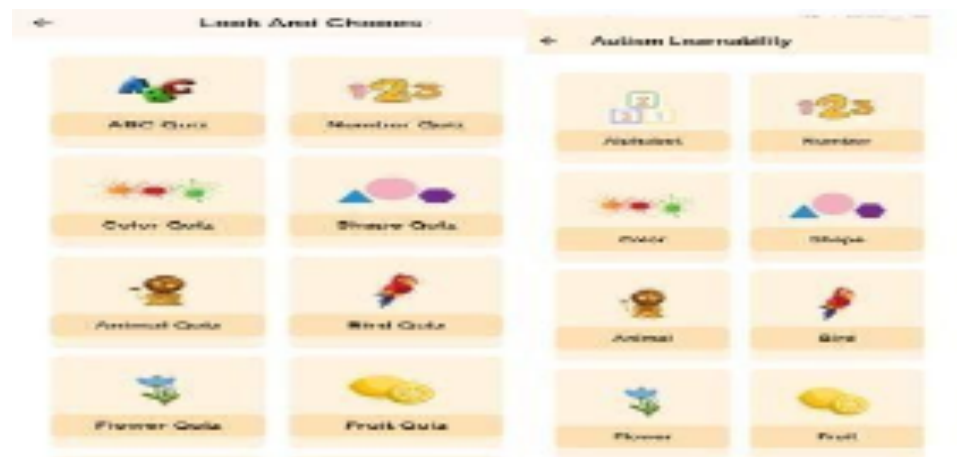 Look And Choose
ABC Quiz
Number Quiz
Color Quiz
Shape Quiz
Animal Quiz
Bird Quiz
Flower Quiz
Fruit Quiz
Autism Learnability
Alphabet
Number
Color
Shape
Animal
Bird
Flower
Fruit